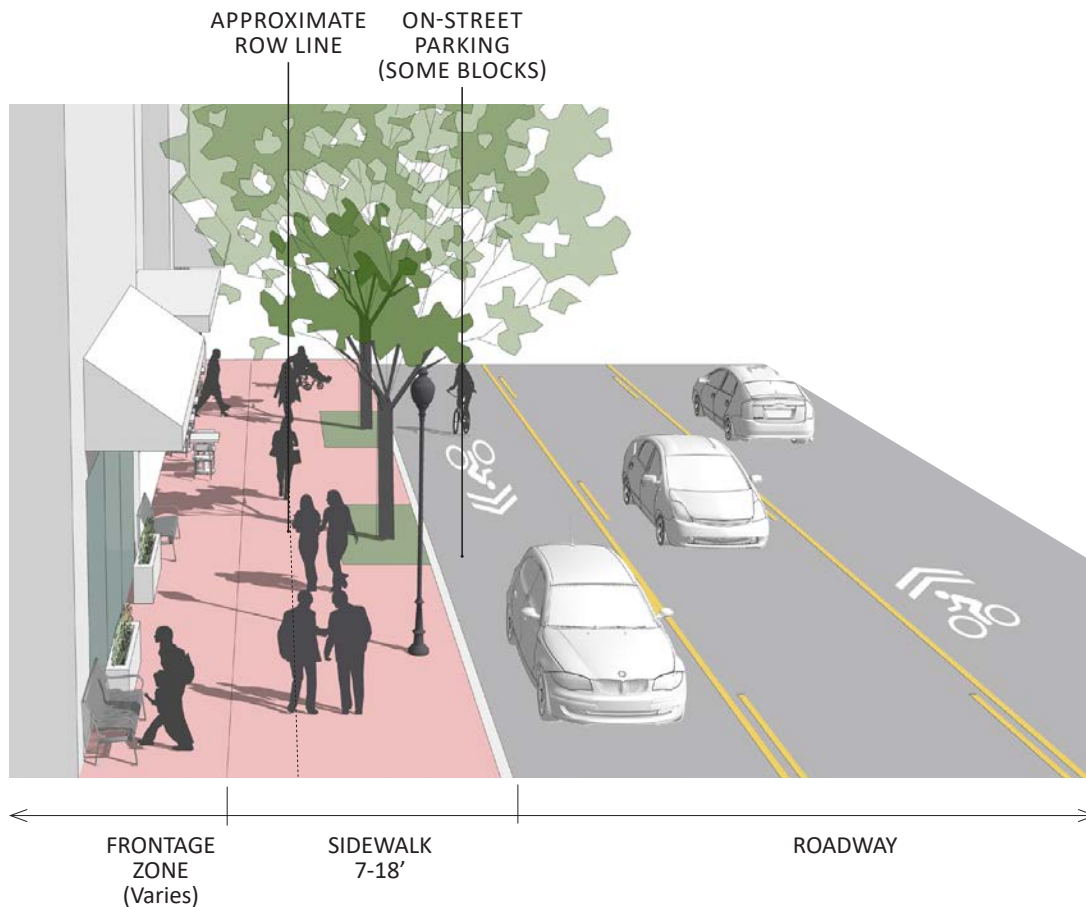 APPROXIMATE
ROW LINE
ON-STREET
PARKING
(SOME BLOCKS)
FRONTAGE
ZONE
(Varies)
SIDEWALK
7-18’
ROADWAY